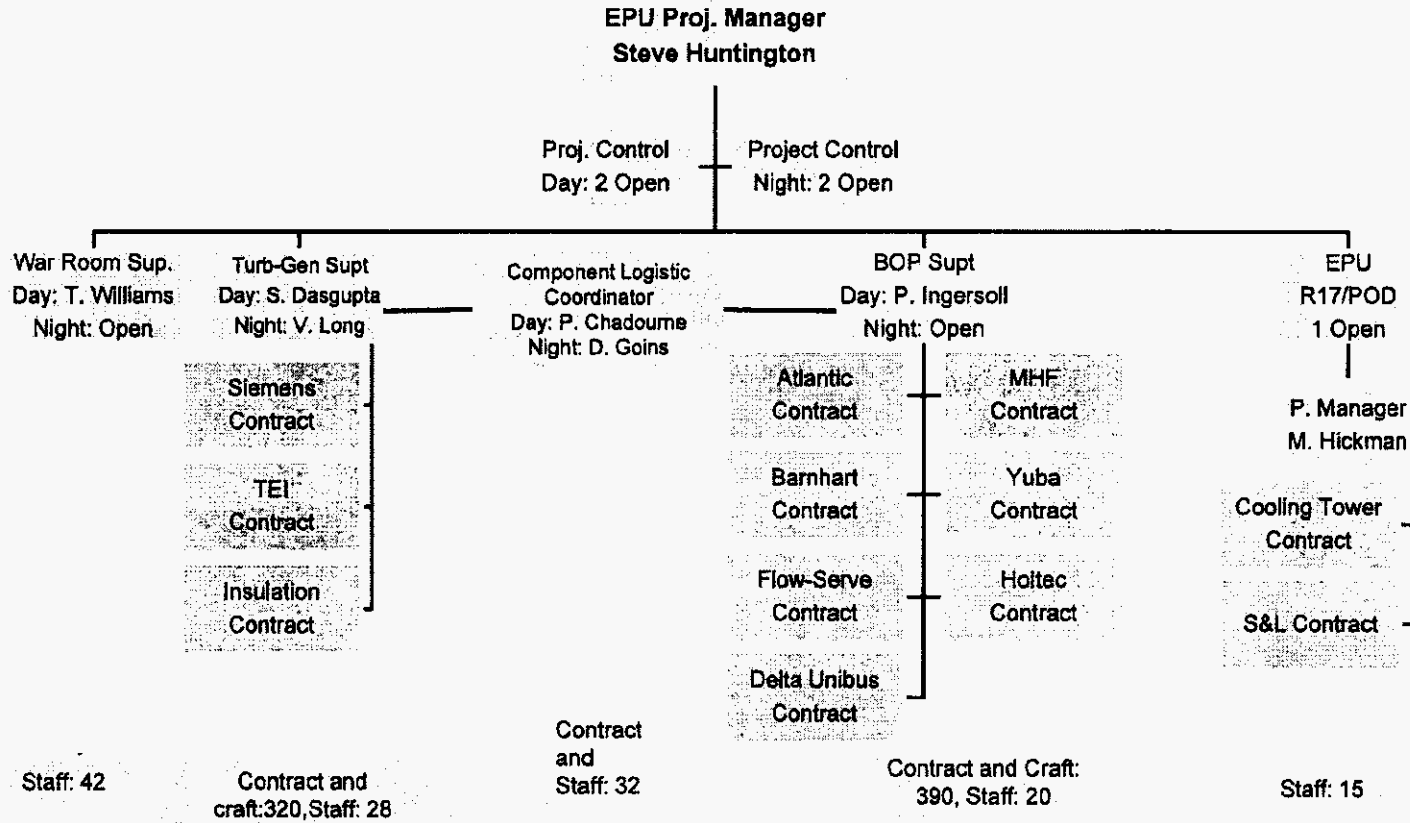 EPU Proj. Manager
Steve Huntington
Proj. Control
Day: 2 Open
Project Control
Night: 2 Open
War Room Sup.
Day: T. Williams
Night: Open
Turb-Gen Supt
Day: S. Dasgupta
Night: V. Long
Component Logistic
Coordinator
Day: P. Chadourne
Night: D. Goins
BOP Supt
Day: P. Ingersoll
Night: Open
EPU
R17/POD
1 Open
P. Manager
M. Hickman
Siemens
Contract
TEI
Contract
Insulation
Contract
Atlantic
Contract
MHF
Contract
Barnhart
Contract
Yuba
Contract
Flow-Serve
Contract
Holtec
Contract
Delta Unibus
Contract
Cooling Tower
Contract
S&L Contract
Staff: 42
Contract and
craft:320,Staff: 28
Contract
and
Staff: 32
Contract and Craft:
390, Staff: 20
Staff: 15